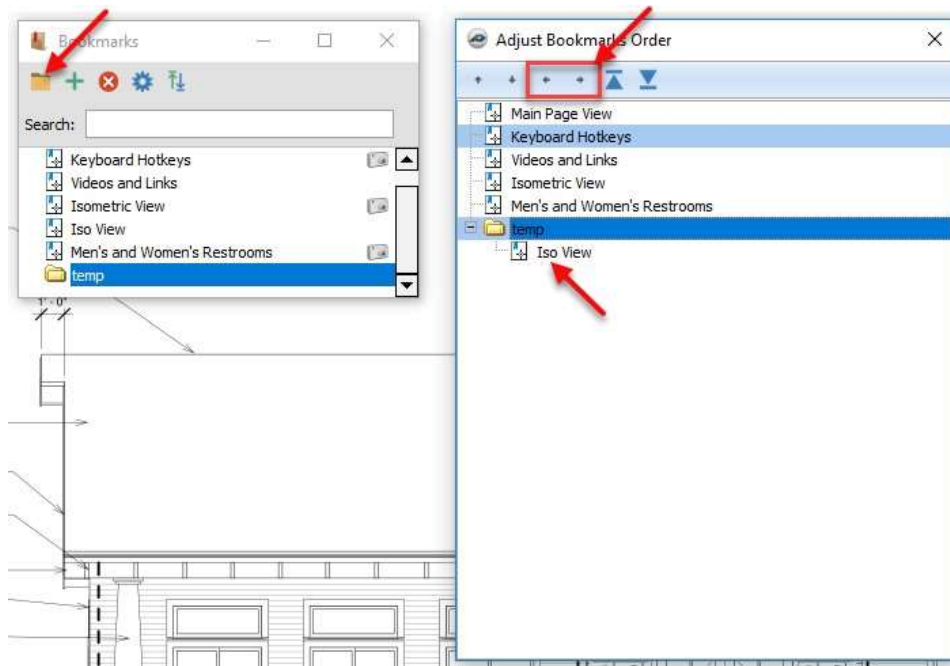 Bookmarks
Search:
Keyboard Hotkeys
Videos and Links
Isometric View
Iso View
Men's and Women's Restrooms
temp
1' - 0"
Adjust Bookmarks Order
Main Page View
Keyboard Hotkeys
Videos and Links
Isometric View
Men's and Women's Restrooms
temp
Iso View